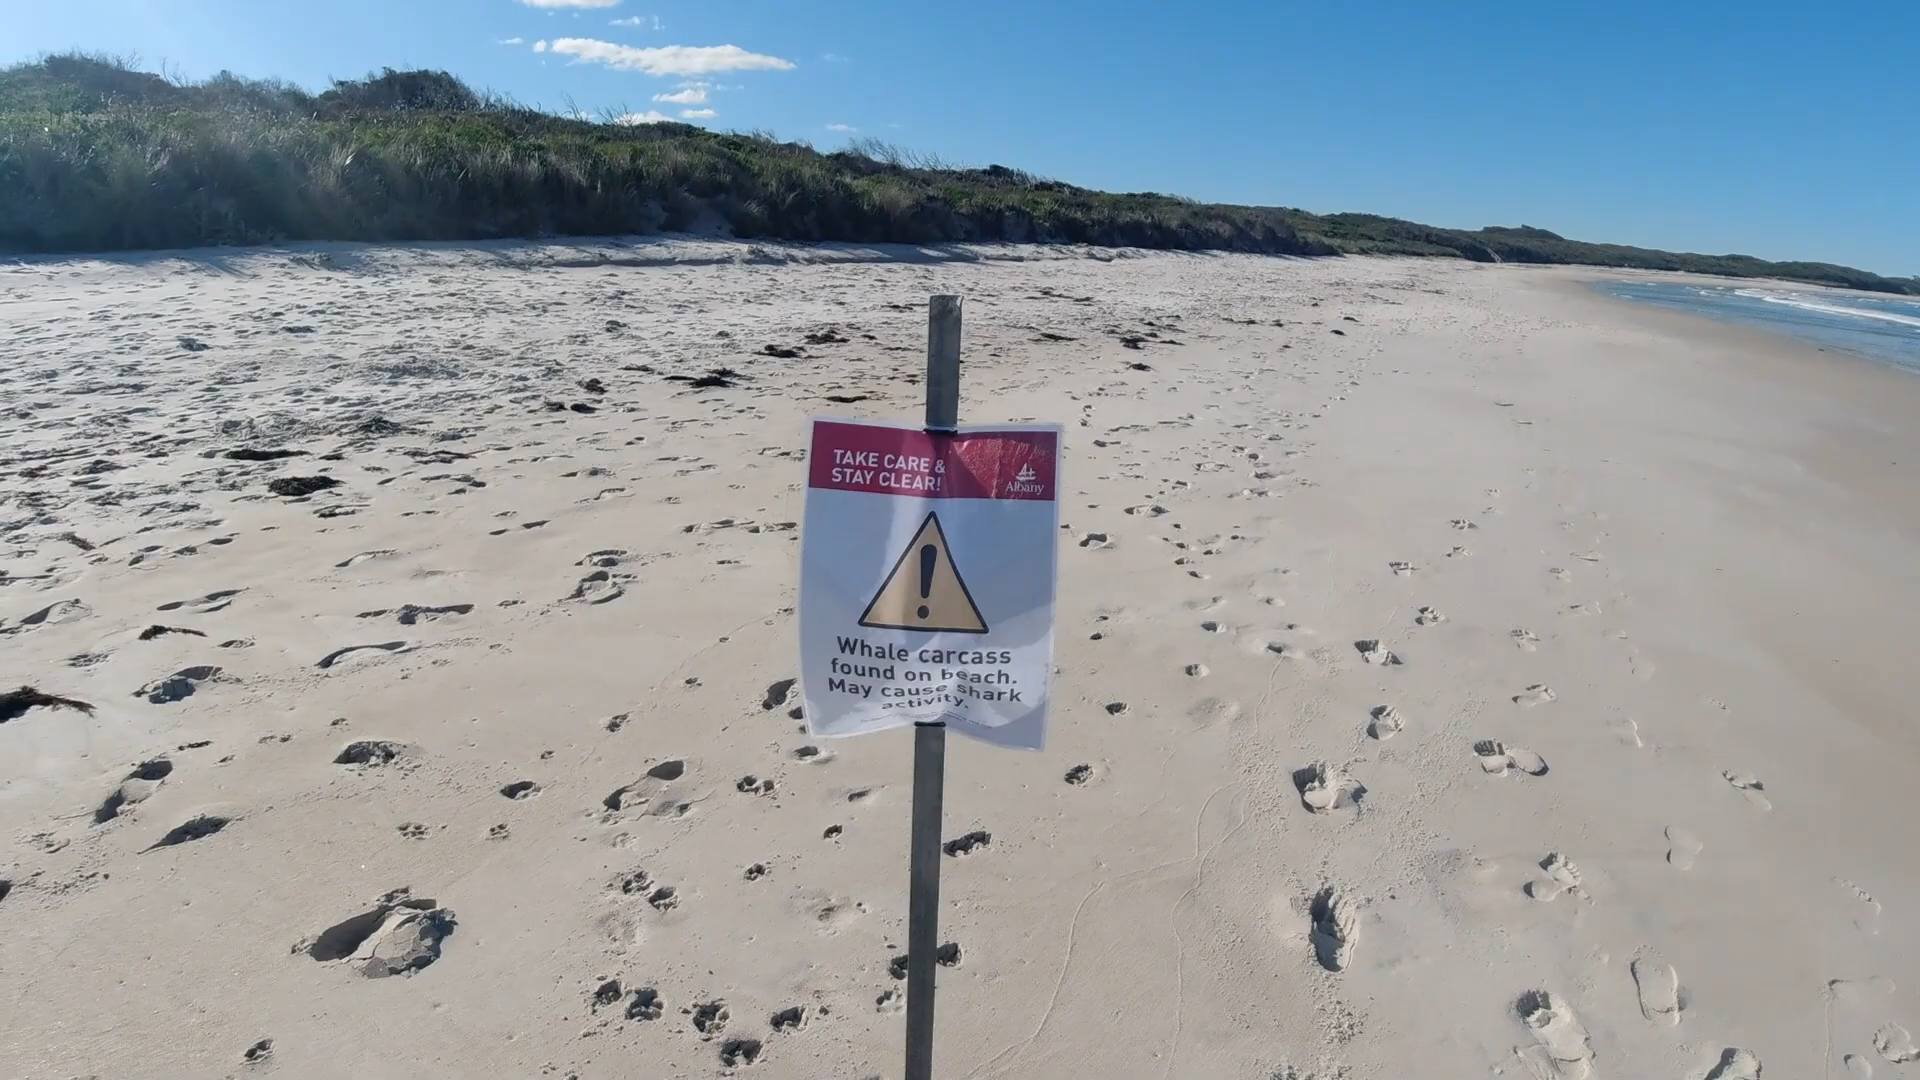 TAKE CARE &
STAY CLEAR!
Albany
Whale carcass
found on beach.
May cause shark
activity.